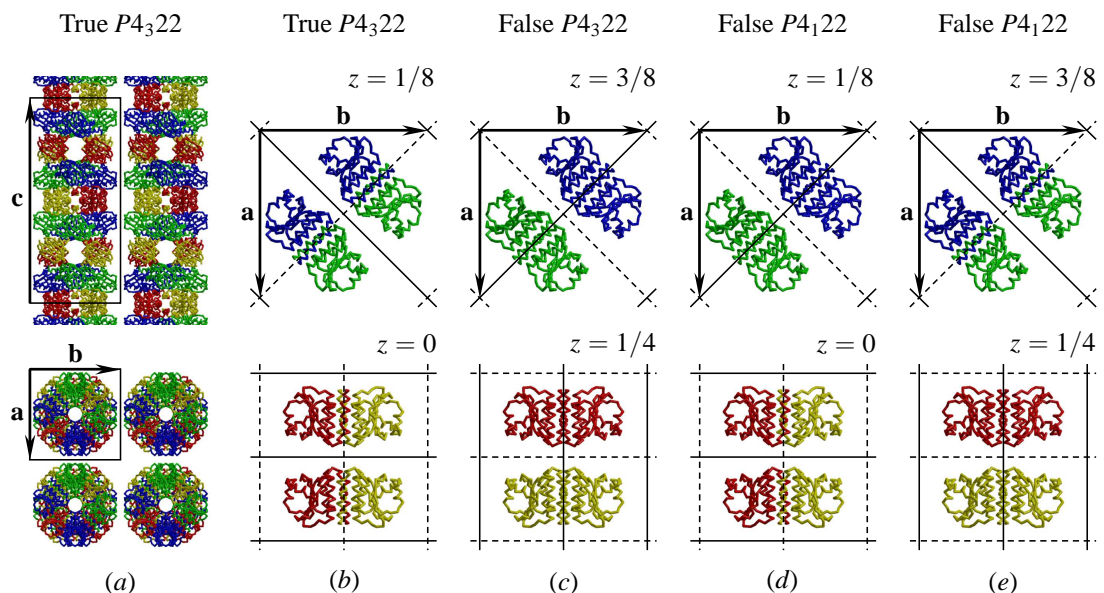 True P4₃22 True P4₃22 False P4₃22 False P4₁22 False P4₁22
z = 1/8 z = 3/8 z = 1/8 z = 3/8
b b b b
c a a a a
z = 0 z = 1/4 z = 0 z = 1/4
b
a
(a) (b) (c) (d) (e)